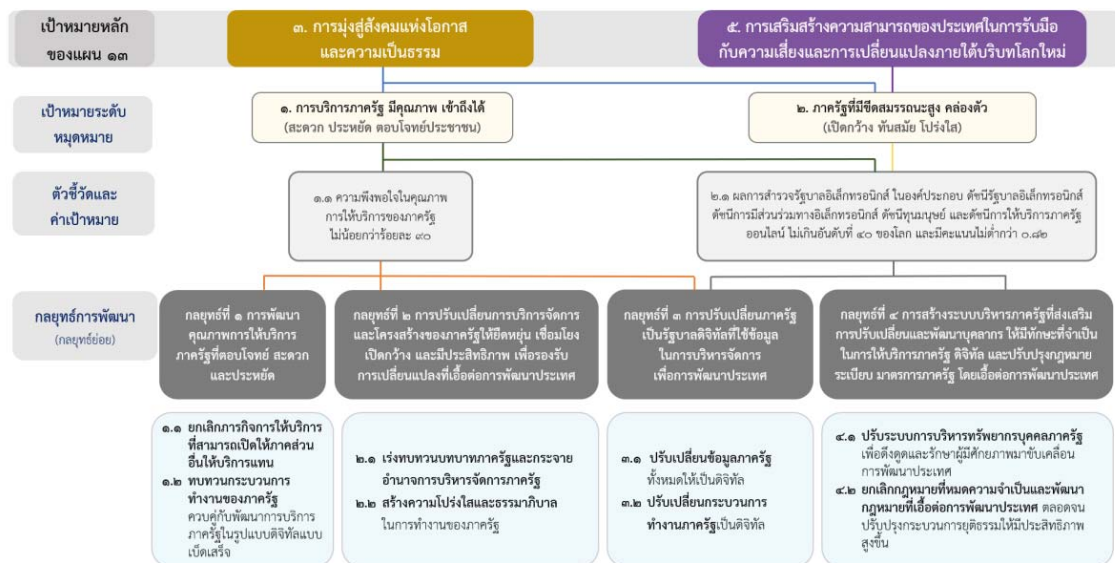 เป้าหมายหลัก
ของแผน ๑๓
๓. การมุ่งสู่สังคมแห่งโอกาส
และความเป็นธรรม
๕. การเสริมสร้างความสามารถของประเทศในการรับมือ
กับความเสี่ยงและการเปลี่ยนแปลงภายใต้บริบทโลกใหม่
เป้าหมายระดับ
หมุดหมาย
๑. การบริการภาครัฐ มีคุณภาพ เข้าถึงได้
(สะดวก ประหยัด ตอบโจทย์ประชาชน)
๒. ภาครัฐที่มีขีดสมรรถนะสูง คล่องตัว
(เปิดกว้าง ทันสมัย โปร่งใส)
ตัวชี้วัดและ
ค่าเป้าหมาย
๑.๑ ความพึงพอใจในคุณภาพ
การให้บริการของภาครัฐ
ไม่น้อยกว่าร้อยละ ๙๐
๒.๑ ผลการสำรวจรัฐบาลอิเล็กทรอนิกส์ ในองค์ประกอบ ดัชนีรัฐบาลอิเล็กทรอนิกส์
ดัชนีการมีส่วนร่วมทางอิเล็กทรอนิกส์ ดัชนีทุนมนุษย์ และดัชนีการให้บริการภาครัฐ
ออนไลน์ ไม่เกินอันดับที่ ๔๐ ของโลก และมีคะแนนไม่ต่ำกว่า ๐.๘๒
กลยุทธ์การพัฒนา
(กลยุทธ์ย่อย)
กลยุทธ์ที่ ๑ การพัฒนา
คุณภาพการให้บริการ
ภาครัฐที่ตอบโจทย์ สะดวก
และประหยัด
กลยุทธ์ที่ ๒ การปรับเปลี่ยนการบริหารจัดการ
และโครงสร้างของภาครัฐให้ยืดหยุ่น เชื่อมโยง
เปิดกว้าง และมีประสิทธิภาพ เพื่อรองรับ
การเปลี่ยนแปลงที่เอื้อต่อการพัฒนาประเทศ
กลยุทธ์ที่ ๓ การปรับเปลี่ยนภาครัฐ
เป็นรัฐบาลดิจิทัลที่ใช้ข้อมูล
ในการบริหารจัดการ
เพื่อการพัฒนาประเทศ
กลยุทธ์ที่ ๔ การสร้างระบบบริหารภาครัฐที่ส่งเสริม
การปรับเปลี่ยนและพัฒนาบุคลากร ให้มีทักษะที่จำเป็น
ในการให้บริการภาครัฐ ดิจิทัล และปรับปรุงกฎหมาย
ระเบียบ มาตรการภาครัฐ โดยเอื้อต่อการพัฒนาประเทศ
๑.๑ ยกเลิกภารกิจการให้บริการ
ที่สามารถเปิดให้ภาคส่วน
อื่นให้บริการแทน
๑.๒ ทบทวนกระบวนการ
ทำงานของภาครัฐ
ควบคู่กับพัฒนาการบริการ
ภาครัฐในรูปแบบดิจิทัลแบบ
เบ็ดเสร็จ
๒.๑ เร่งทบทวนบทบาทภาครัฐและกระจาย
อำนาจการบริหารจัดการภาครัฐ
๒.๒ สร้างความโปร่งใสและธรรมาภิบาล
ในการทำงานของภาครัฐ
๓.๑ ปรับเปลี่ยนข้อมูลภาครัฐ
ทั้งหมดให้เป็นดิจิทัล
๓.๒ ปรับเปลี่ยนกระบวนการ
ทำงานภาครัฐเป็นดิจิทัล
๔.๑ ปรับระบบการบริหารทรัพยากรบุคคลภาครัฐ
เพื่อดึงดูดและรักษาผู้มีศักยภาพมาขับเคลื่อน
การพัฒนาประเทศ
๔.๒ ยกเลิกกฎหมายที่หมดความจำเป็นและพัฒนา
กฎหมายที่เอื้อต่อการพัฒนาประเทศ ตลอดจน
ปรับปรุงกระบวนการยุติธรรมให้มีประสิทธิภาพ
สูงขึ้น